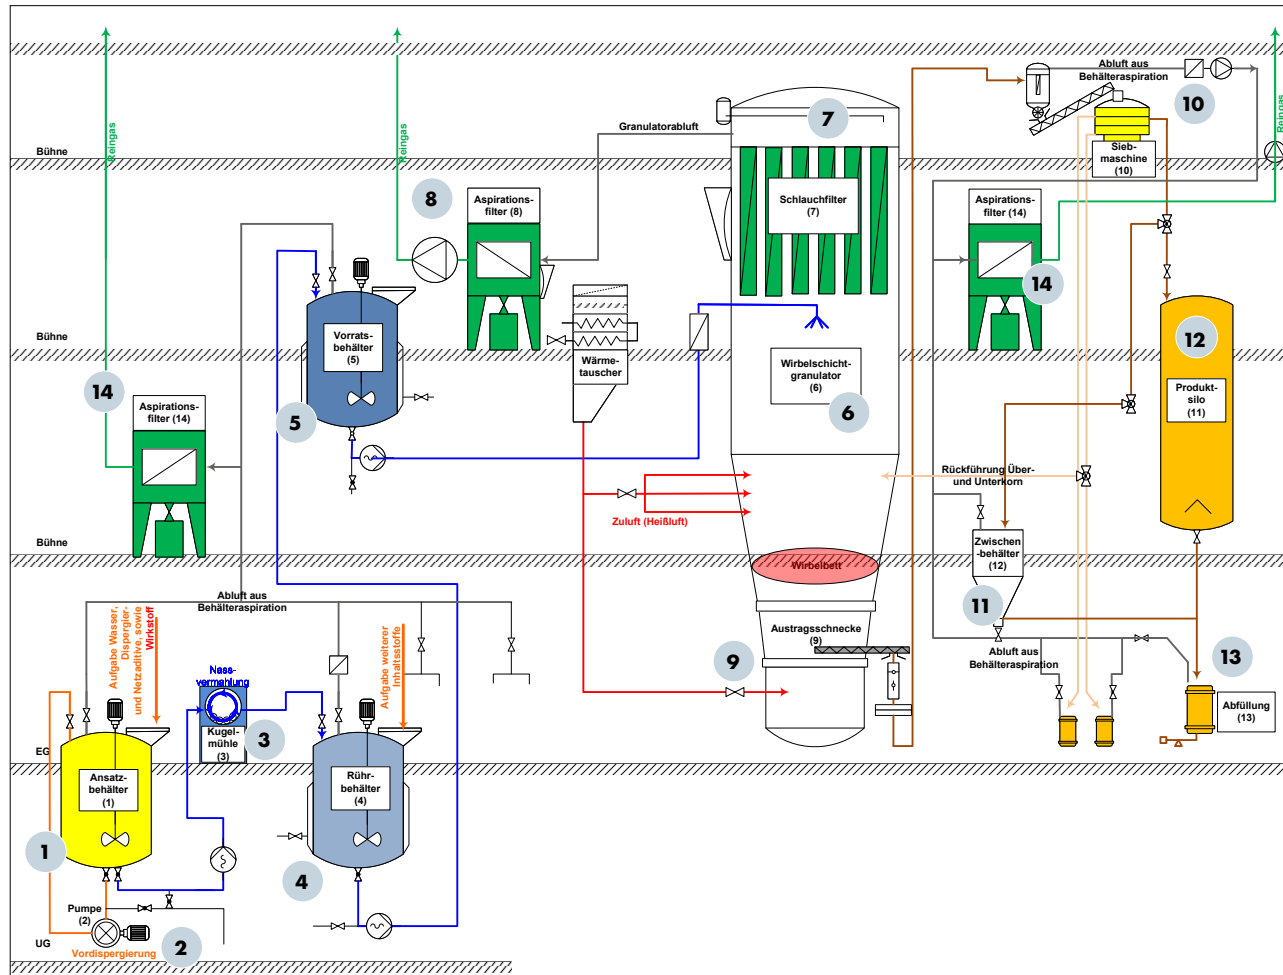 Abluft aus
Behälteraspiration
10
Reingas
Reingas
Reingas
7
Granulatorabluft
Bühne
Sieb-
maschine
(10)
8
Aspirations-
filter (8)
Schlauchfilter
(7)
Aspirations-
filter (14)
14
Bühne
Vorrats-
behälter
(5)
5
Wärme-
tauscher
Wirbelschicht-
granulator
(6)
6
12
Produkt-
silo
(11)
14
Aspirations-
filter (14)
Rückführung Über-
und Unterkorn
Zuluft (Heißluft)
Bühne
Wirbelbett
Zwischen
-behälter
(12)
11
Abluft aus
Behälteraspiration
Aufgabe Wasser,
Dispergier-
und Netzaditive, sowie
Wirkstoff
Aufgabe weiterer
Inhaltsstoffe
Austragsschnecke
(9)
9
Abluft aus
Behälteraspiration
13
Abfüllung
(13)
Nass-
vermahlung
Kugel-
mühle
(3)
3
EG
Ansatz-
behälter
(1)
1
Rühr-
behälter
(4)
4
Pumpe
(2)
2
UG
Vordispergierung